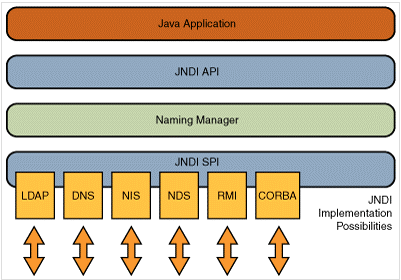 Java Application
JNDI API
Naming Manager
JNDI SPI
LDAP DNS NIS NDS RMI CORBA
JNDI
Implementation
Possibilities